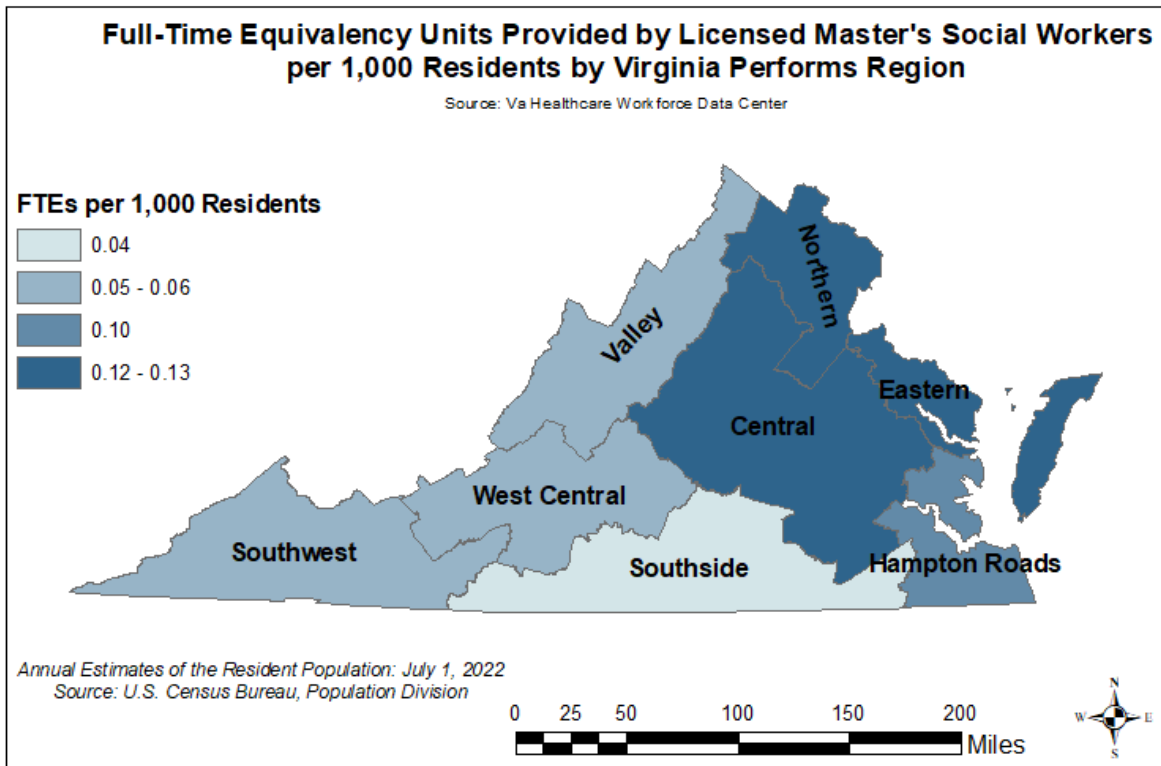 Full-Time Equivalency Units Provided by Licensed Master's Social Workers
per 1,000 Residents by Virginia Performs Region
Source: Va Healthcare Workforce Data Center
FTEs per 1,000 Residents
0.04
0.05 - 0.06
0.10
0.12 - 0.13
Northern
Valley
Eastern
Central
West Central
Southwest
Southside
Hampton Roads
Annual Estimates of the Resident Population: July 1, 2022
Source: U.S. Census Bureau, Population Division
0 25 50 100 150 200
Miles
N
W E
S